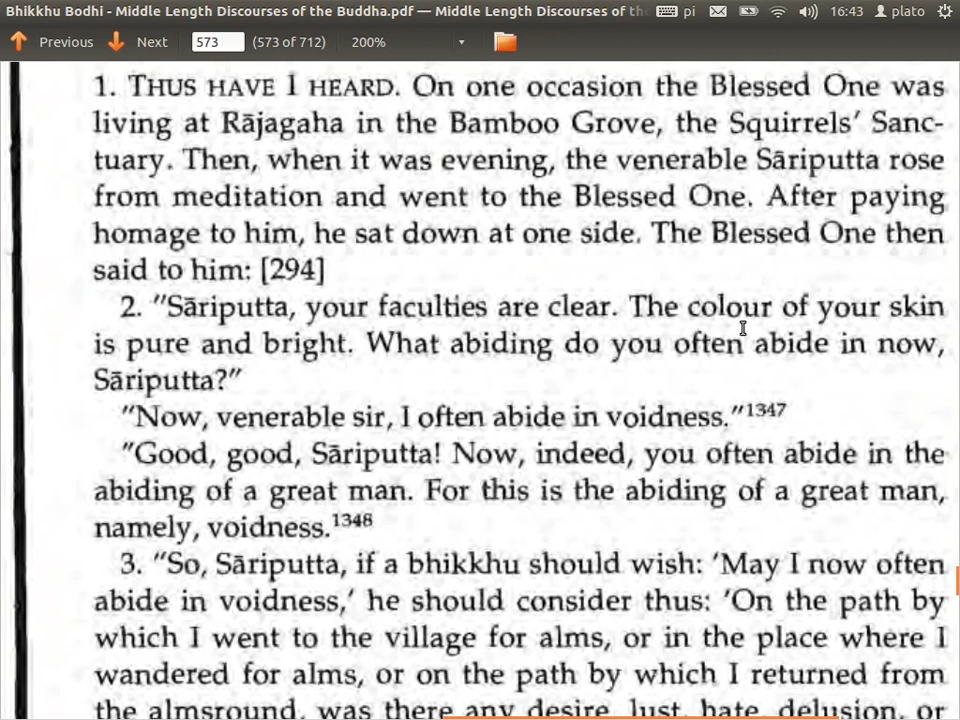 Bhikkhu Bodhi - Middle Length Discourses of the Buddha.pdf — Middle Length Discourses of the pi 16:43 plato
Previous Next 573 (573 of 712) 200%
1. THUS HAVE I HEARD. On one occasion the Blessed One was
living at Rājagaha in the Bamboo Grove, the Squirrels’ Sanc-
tuary. Then, when it was evening, the venerable Sāriputta rose
from meditation and went to the Blessed One. After paying
homage to him, he sat down at one side. The Blessed One then
said to him: [294]
2. “Sāriputta, your faculties are clear. The colour of your skin
is pure and bright. What abiding do you often abide in now,
Sāriputta?”
“Now, venerable sir, I often abide in voidness.”1347
“Good, good, Sāriputta! Now, indeed, you often abide in the
abiding of a great man. For this is the abiding of a great man,
namely, voidness.1348
3. “So, Sāriputta, if a bhikkhu should wish: ‘May I now often
abide in voidness,’ he should consider thus: ‘On the path by
which I went to the village for alms, or in the place where I
wandered for alms, or on the path by which I returned from
the almsround, was there any desire, lust, hate, delusion, or